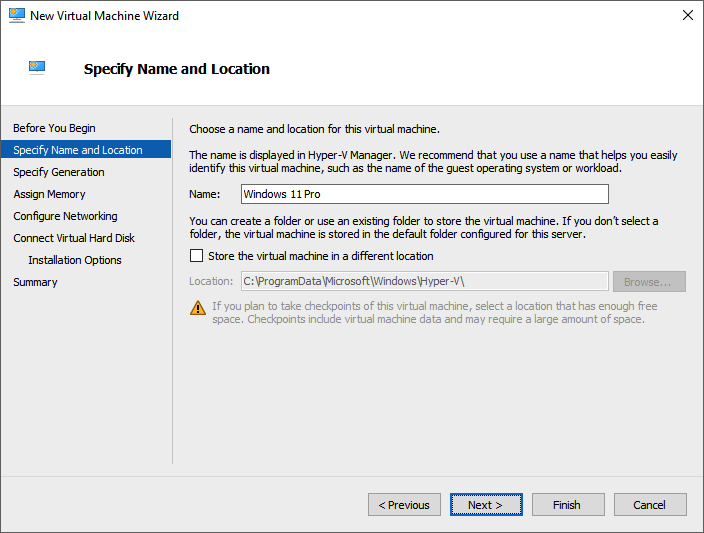 New Virtual Machine Wizard
Specify Name and Location
Before You Begin
Specify Name and Location
Specify Generation
Assign Memory
Configure Networking
Connect Virtual Hard Disk
Installation Options
Summary
Choose a name and location for this virtual machine.
The name is displayed in Hyper-V Manager. We recommend that you use a name that helps you easily
identify this virtual machine, such as the name of the guest operating system or workload.
Name: Windows 11 Pro
You can create a folder or use an existing folder to store the virtual machine. If you don't select a
folder, the virtual machine is stored in the default folder configured for this server.
Store the virtual machine in a different location
Location: C:\ProgramData\Microsoft\Windows\Hyper-V\ Browse...
If you plan to take checkpoints of this virtual machine, select a location that has enough free
space. Checkpoints include virtual machine data and may require a large amount of space.
< Previous Next > Finish Cancel